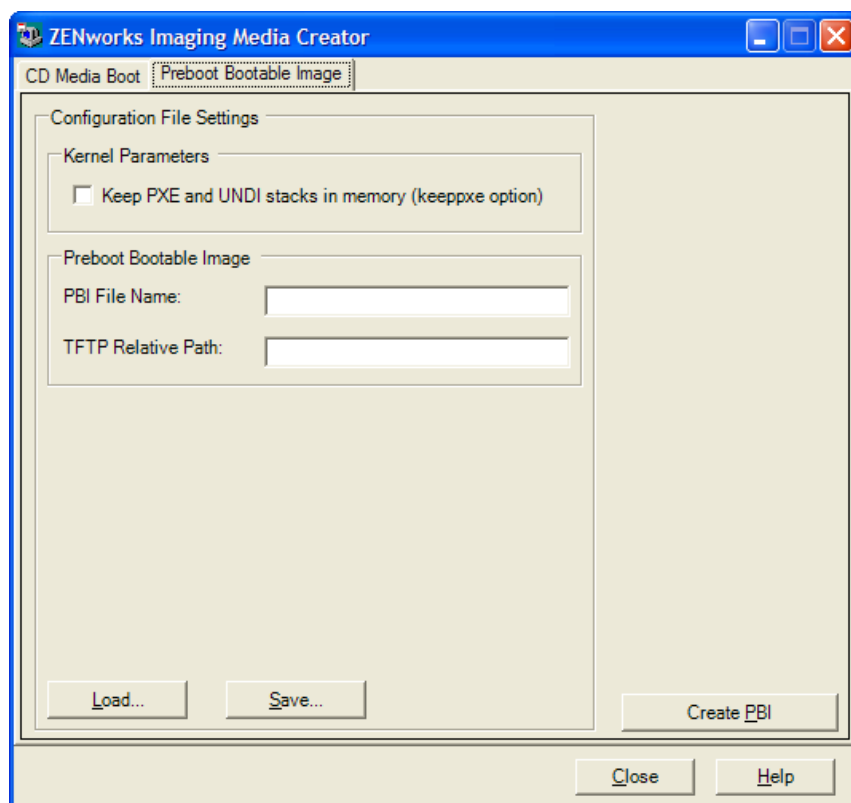 ZENworks Imaging Media Creator
CD Media Boot
Preboot Bootable Image
Configuration File Settings
Kernel Parameters
Keep PXE and UNDI stacks in memory (keeppxe option)
Preboot Bootable Image
PBI File Name:
TFTP Relative Path:
Load...
Save...
Create PBI
Close
Help